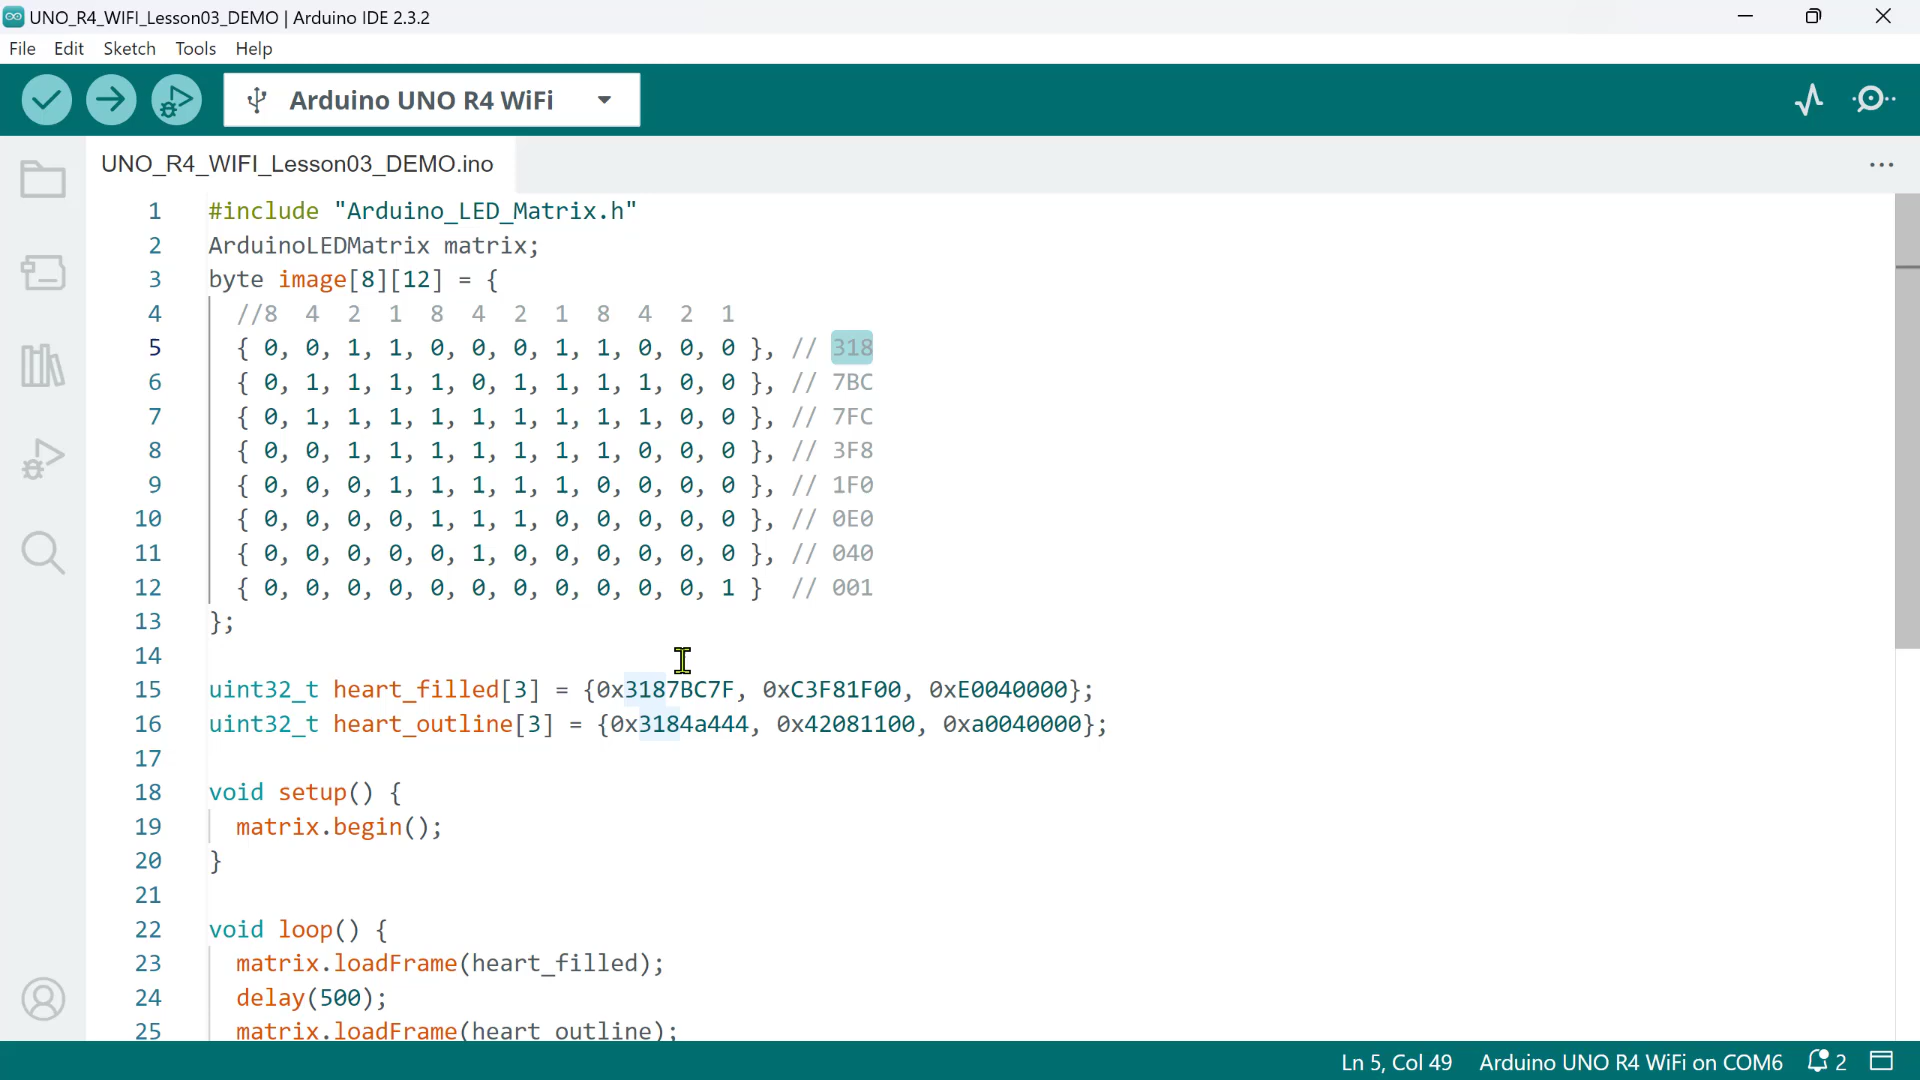 UNO_R4_WIFI_Lesson03_DEMO | Arduino IDE 2.3.2
File Edit Sketch Tools Help
Arduino UNO R4 WiFi
UNO_R4_WIFI_Lesson03_DEMO.ino
1 #include "Arduino_LED_Matrix.h"
2 ArduinoLEDMatrix matrix;
3 byte image[8][12] = {
4 //8 4 2 1 8 4 2 1 8 4 2 1
5 { 0, 0, 1, 1, 0, 0, 0, 1, 1, 0, 0, 0 }, // 318
6 { 0, 1, 1, 1, 1, 0, 1, 1, 1, 1, 0, 0 }, // 7BC
7 { 0, 1, 1, 1, 1, 1, 1, 1, 1, 1, 0, 0 }, // 7FC
8 { 0, 0, 1, 1, 1, 1, 1, 1, 1, 0, 0, 0 }, // 3F8
9 { 0, 0, 0, 1, 1, 1, 1, 1, 0, 0, 0, 0 }, // 1F0
10 { 0, 0, 0, 0, 1, 1, 1, 0, 0, 0, 0, 0 }, // 0E0
11 { 0, 0, 0, 0, 0, 1, 0, 0, 0, 0, 0, 0 }, // 040
12 { 0, 0, 0, 0, 0, 0, 0, 0, 0, 0, 0, 1 } // 001
13 };
14
15 uint32_t heart_filled[3] = {0x3187BC7F, 0xC3F81F00, 0xE0040000};
16 uint32_t heart_outline[3] = {0x3184a444, 0x42081100, 0xa0040000};
17
18 void setup() {
19 matrix.begin();
20 }
21
22 void loop() {
23 matrix.loadFrame(heart_filled);
24 delay(500);
25 matrix.loadFrame(heart_outline);
Ln 5, Col 49 Arduino UNO R4 WiFi on COM6 2